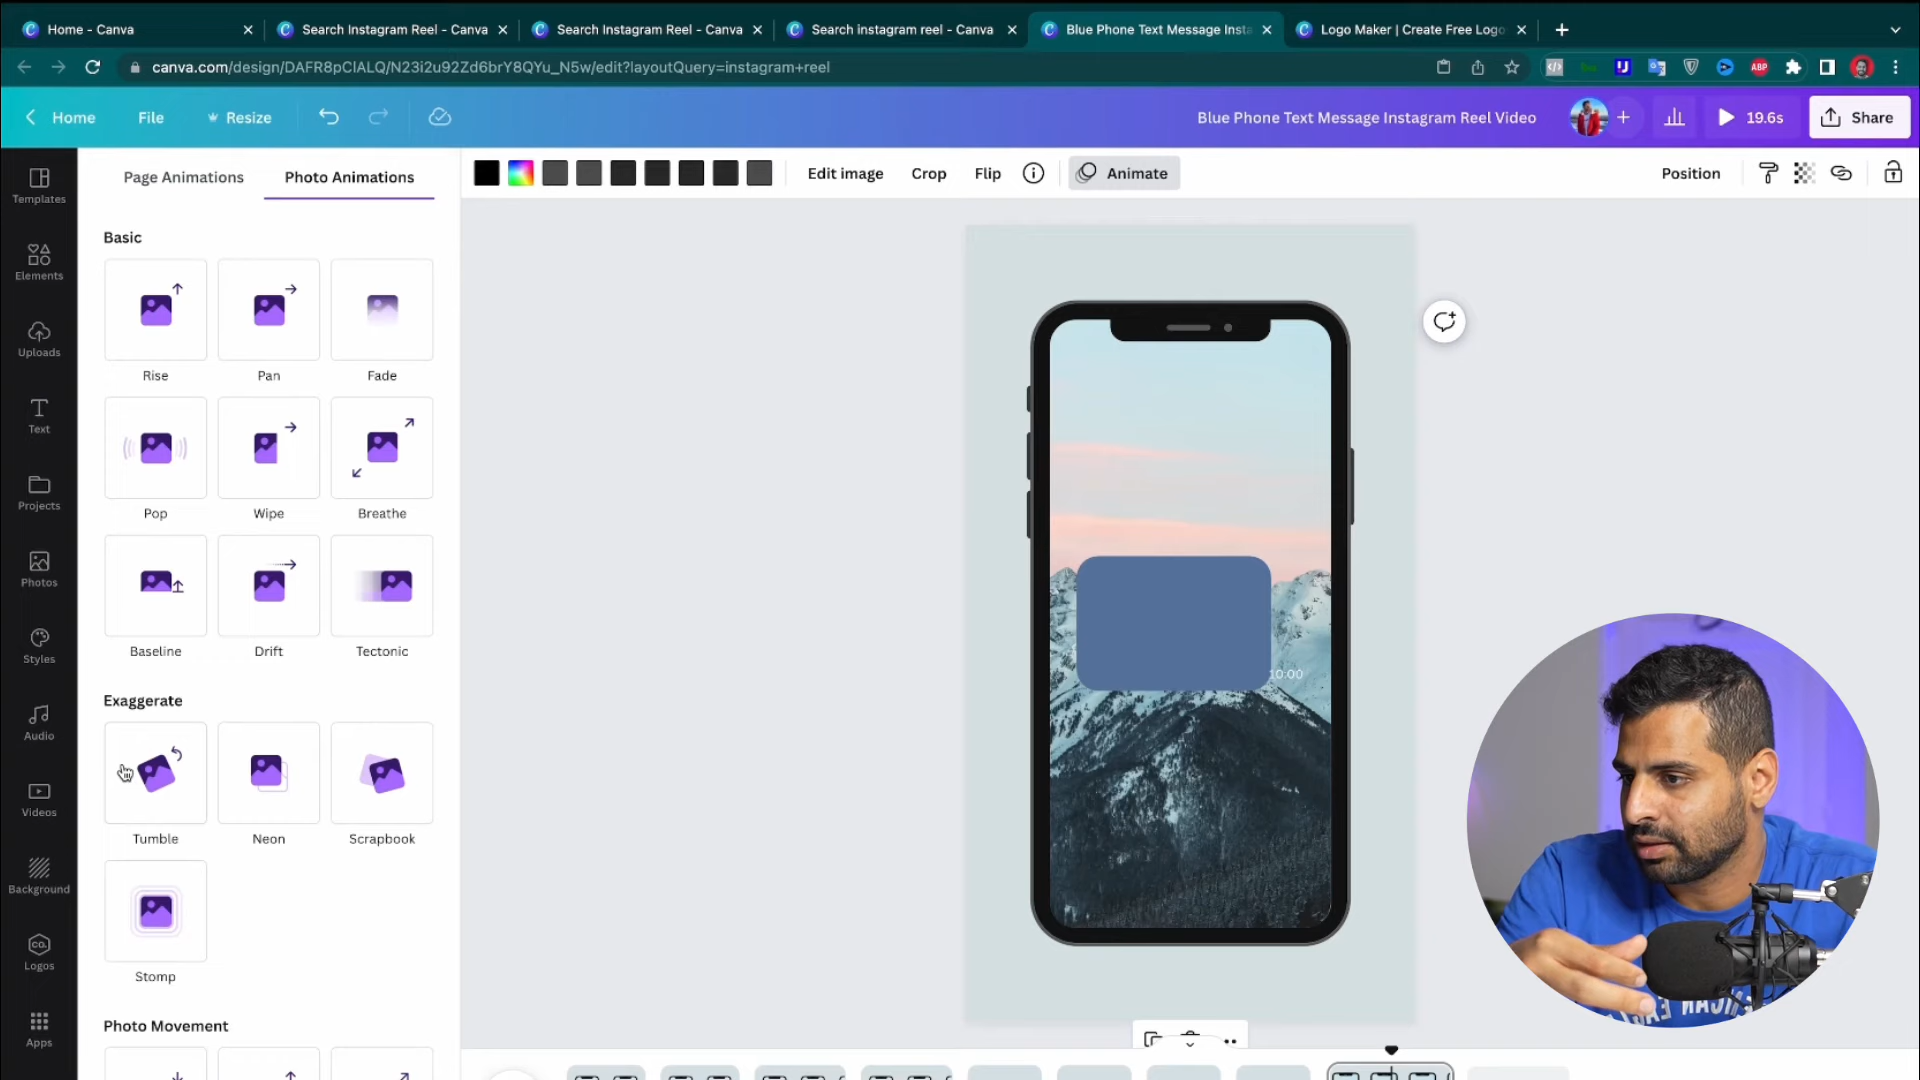 Home - Canva
Search Instagram Reel - Canva
Search Instagram Reel - Canva
Search instagram reel - Canva
Blue Phone Text Message Insta
Logo Maker | Create Free Logo
canva.com/design/DAFR8pClALQ/N23i2u92Zd6brY8QYu_N5w/edit?layoutQuery=instagram+reel
ABP
Home
File
Resize
Blue Phone Text Message Instagram Reel Video
19.6s
Share
Templates
Elements
Uploads
Text
Projects
Photos
Styles
Audio
Videos
Background
CO.
Logos
Apps
Page Animations
Photo Animations
Basic
Rise
Pan
Fade
Pop
Wipe
Breathe
Baseline
Drift
Tectonic
Exaggerate
Tumble
Neon
Scrapbook
Stomp
Photo Movement
Edit image
Crop
Flip
Animate
Position
10:00